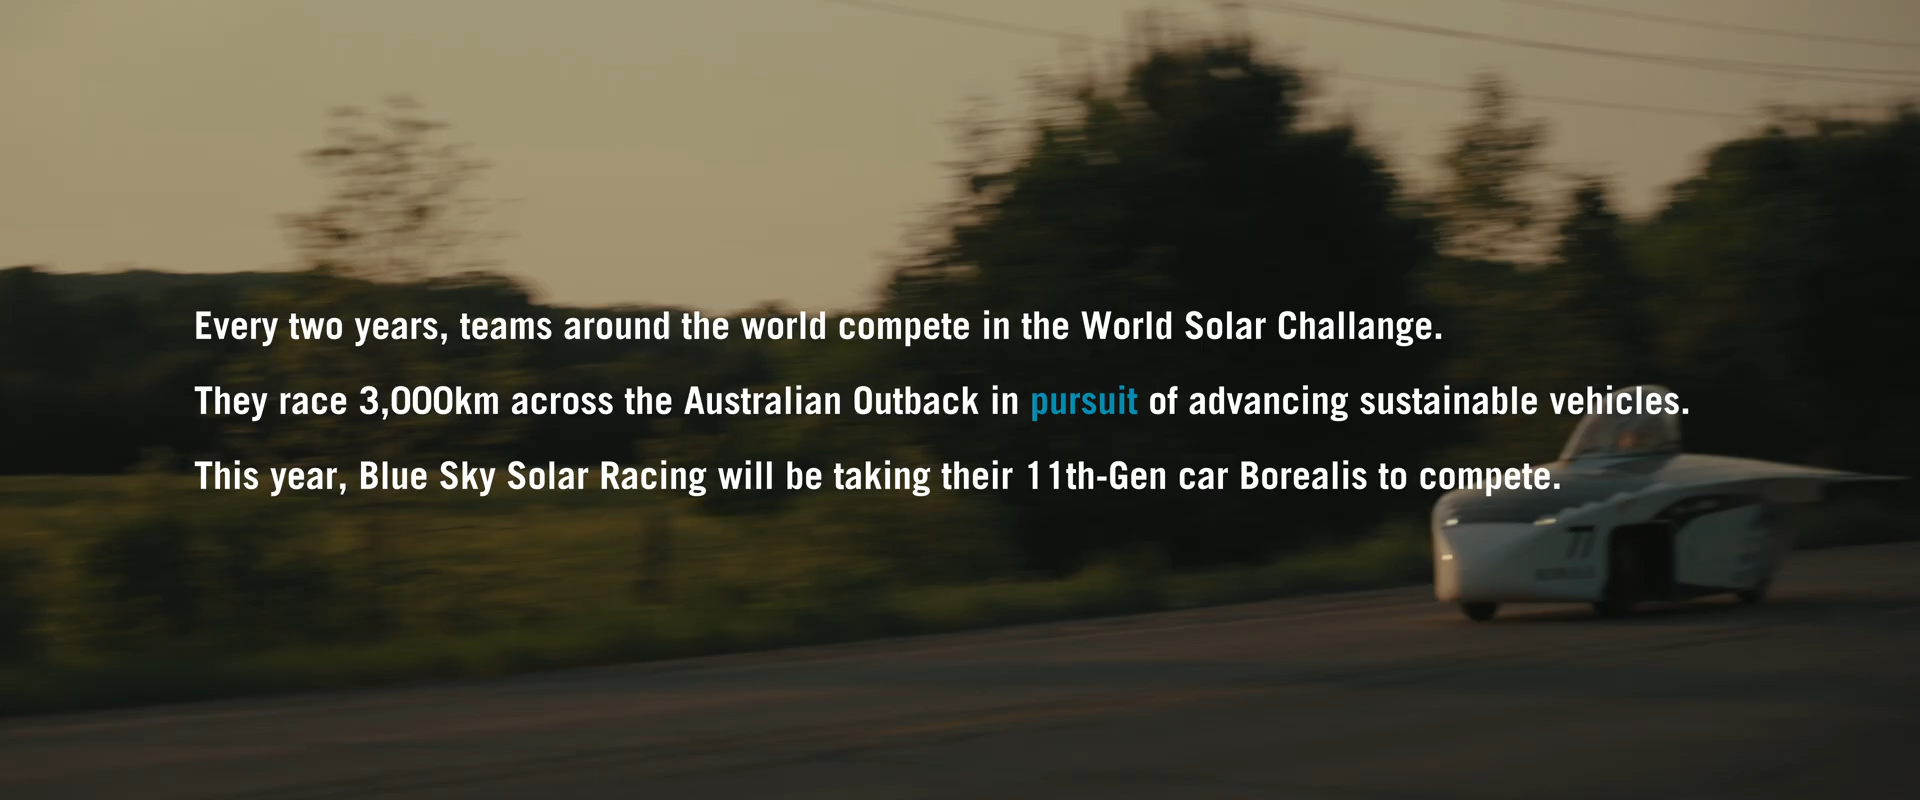 Every two years, teams around the world compete in the World Solar Challange.
They race 3,000km across the Australian Outback in pursuit of advancing sustainable vehicles.
This year, Blue Sky Solar Racing will be taking their 11th-Gen car Borealis to compete.
77